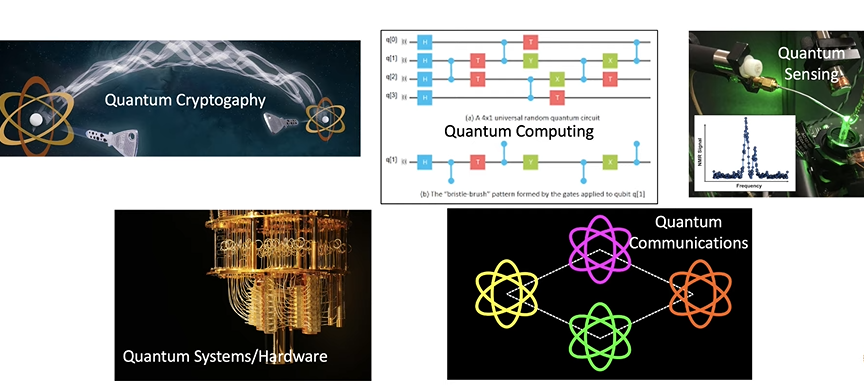 Quantum Cryptogaphy
q[0] H T
q[1] H T Y X
q[2] H T X T
q[3] H T
(a) A 4x1 universal random quantum circuit
Quantum Computing
q[1] H T Y X
(b) The "bristle-brush" pattern formed by the gates applied to qubit q[1]
Quantum
Sensing
NMR Signal
Frequency
Quantum Systems/Hardware
Quantum
Communications